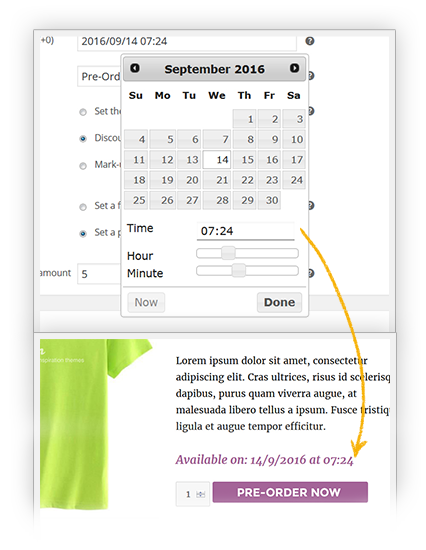 +0)
2016/09/14 07:24
September 2016
Pre-Ord
Su Mo Tu We Th Fr Sa
1 2 3
Set the
4 5 6 7 8 9 10
Discou
11 12 13 14 15 16 17
Mark-u
18 19 20 21 22 23 24
25 26 27 28 29 30
Set a f
Set a p
Time 07:24
Hour
Minute
amount 5
Now Done
Lorem ipsum dolor sit amet, consectetur
adipiscing elit. Cras ultrices, risus id scelerisq
dapibus, purus quam viverra augue, at
malesuada libero tellus a ipsum. Fusce tristiqu
ligula et augue tempor efficitur.
Available on: 14/9/2016 at 07:24
1 PRE-ORDER NOW